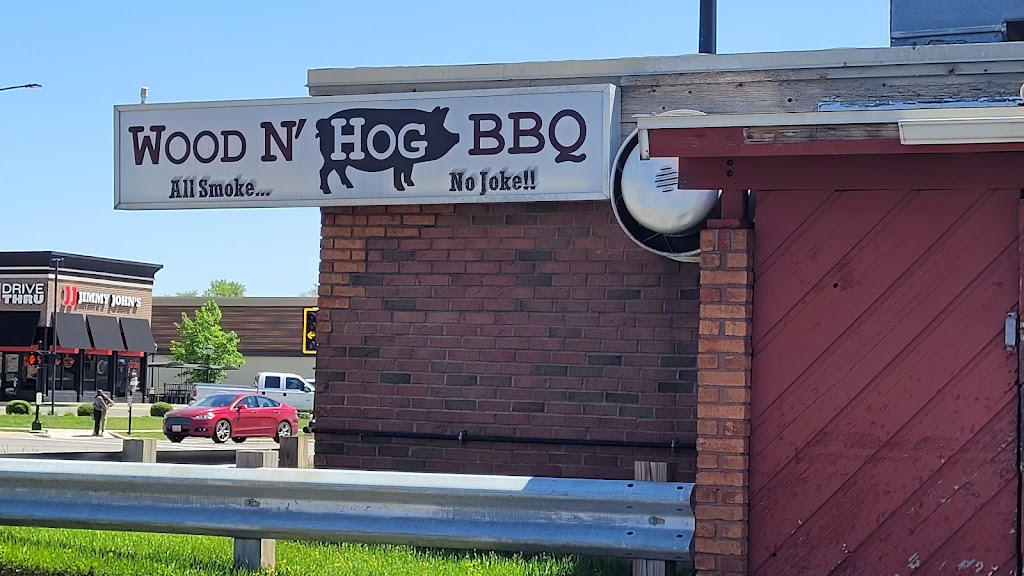 WOOD N' HOG BBQ
All Smoke... No Joke!!
DRIVE
THRU
JIMMY JOHN'S